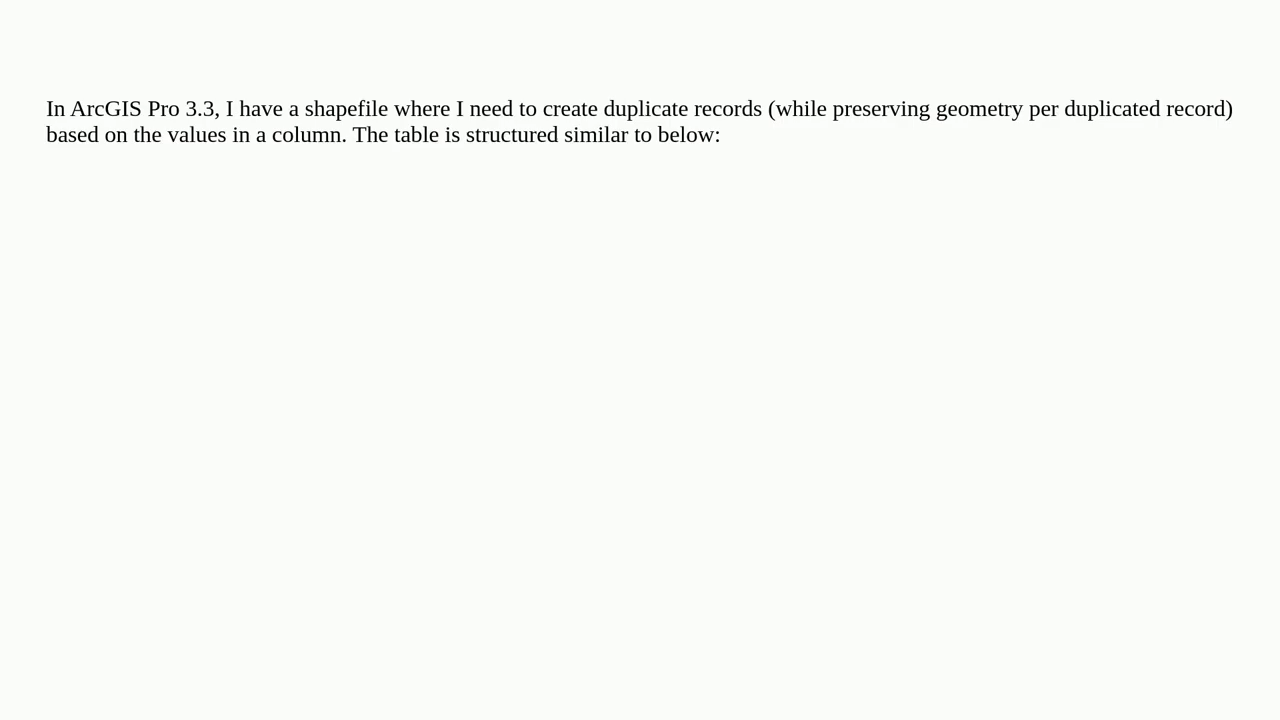 In ArcGIS Pro 3.3, I have a shapefile where I need to create duplicate records (while preserving geometry per duplicated record)
based on the values in a column. The table is structured similar to below: